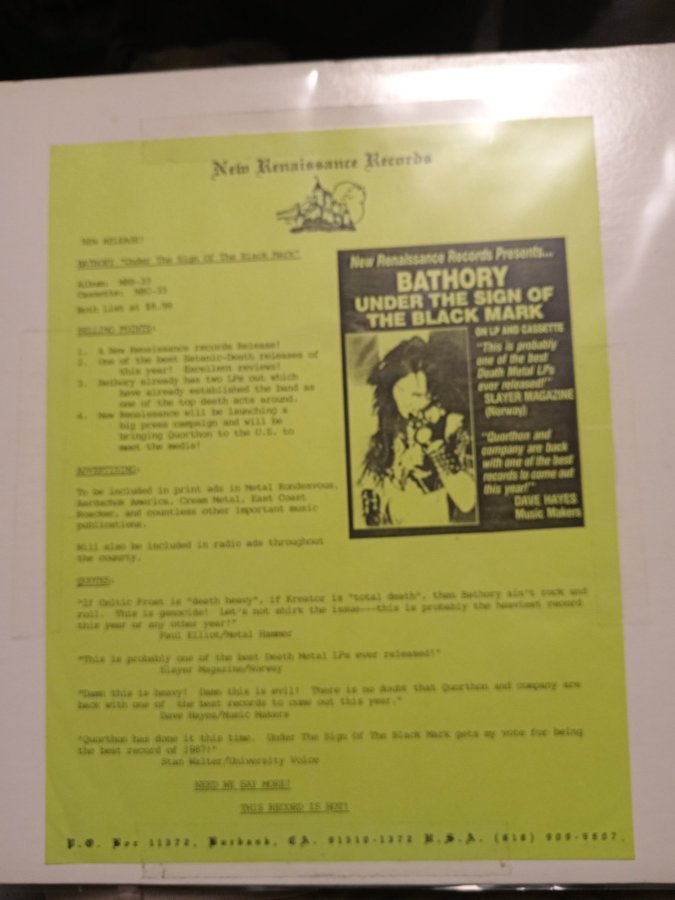 New Renaissance Records
NEW RELEASE!
BATHORY "Under The Sign Of The Black Mark"
Album: NRR-33
Cassette: NRC-33
Both List at $8.98
SELLING POINTS:
1. A New Renaissance records Release!
2. One of the best Satanic-Death releases of
this year! Excellent reviews!
3. Bathory already has two LPs out which
have already established the band as
one of the top death acts around.
4. New Renaissance will be launching a
big press campaign and will be
bringing Quorthon to the U.S. to
meet the media!
ADVERTISING:
To be included in print ads in Metal Rendezvous,
Aardschok America, Cream Metal, East Coast
Rocker, and countless other important music
publications.
Will also be included in radio ads throughout
the country.
New Renaissance Records Presents...
BATHORY
UNDER THE SIGN OF
THE BLACK MARK
ON LP AND CASSETTE
"This is probably
one of the best
Death Metal LPs
ever released!"
SLAYER MAGAZINE
(Norway)
"Quorthon and
company are back
with one of the best
records to come out
this year!"
DAVE HAYES
Music Makers
QUOTES:
"If Celtic Frost is "death heavy", if Kreator is "total death", then Bathory ain't rock and
roll. This is genocide! Let's not shirk the issue---this is probably the heaviest record
this year or any other year!"
Paul Elliot/Metal Hammer
"This is probably one of the best Death Metal LPs ever released!"
Slayer Magazine/Norway
"Damn this is heavy! Damn this is evil! There is no doubt that Quorthon and company are
back with one of the best records to come out this year."
Dave Hayes/Music Makers
"Quorthon has done it this time. Under The Sign Of The Black Mark gets my vote for being
the best record of 1987!"
Stan Walter/University Voice
NEED WE SAY MORE!
THIS RECORD IS HOT!
P.O. Box 11372, Burbank, CA. 91510-1372 U.S.A. (818)